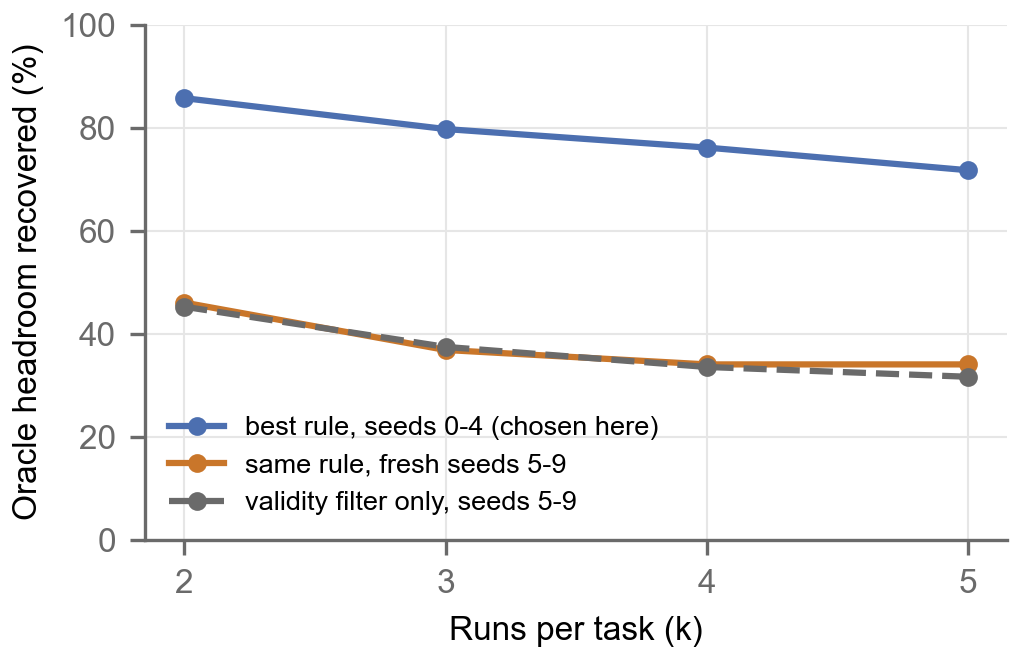 Oracle headroom recovered (%)
100
80
60
40
20
0
best rule, seeds 0-4 (chosen here)
same rule, fresh seeds 5-9
validity filter only, seeds 5-9
2 3 4 5
Runs per task (k)